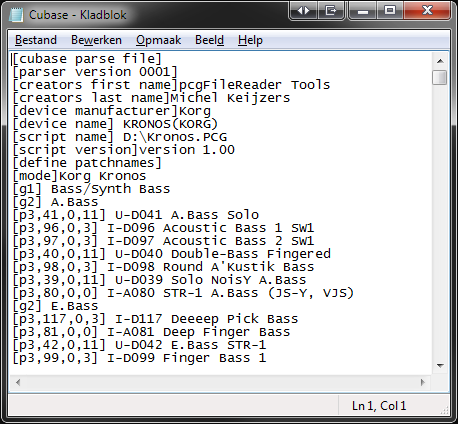 Cubase - Kladblok
Bestand Bewerken Opmaak Beeld Help
[cubase parse file]
[parser version 0001]
[creators first name]pcgFileReader Tools
[creators last name]Michel Keijzers
[device manufacturer]Korg
[device name] KRONOS(KORG)
[script name] D:\Kronos.PCG
[script version]version 1.00
[define patchnames]
[mode]Korg Kronos
[g1] Bass/Synth Bass
[g2] A.Bass
[p3,41,0,11] U-D041 A.Bass Solo
[p3,96,0,3] I-D096 Acoustic Bass 1 SW1
[p3,97,0,3] I-D097 Acoustic Bass 2 SW1
[p3,40,0,11] U-D040 Double-Bass Fingered
[p3,98,0,3] I-D098 Round A'Kustik Bass
[p3,39,0,11] U-D039 Solo NoisY A.Bass
[p3,80,0,0] I-A080 STR-1 A.Bass (JS-Y, VJS)
[g2] E.Bass
[p3,117,0,3] I-D117 Deeeep Pick Bass
[p3,81,0,0] I-A081 Deep Finger Bass
[p3,42,0,11] U-D042 E.Bass STR-1
[p3,99,0,3] I-D099 Finger Bass 1
Ln 1, Col 1